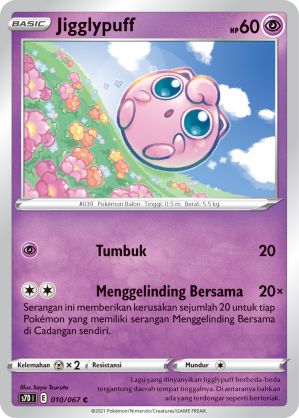 BASIC Jigglypuff HP60
#039 Pokémon Balon Tinggi: 0.5 m Berat: 5.5 kg
Tumbuk 20
Menggelinding Bersama 20×
Serangan ini memberikan kerusakan sejumlah 20 untuk tiap
Pokémon yang memiliki serangan Menggelinding Bersama
di Cadangan sendiri.
Kelemahan ×2 Resistansi Mundur
Illus. Saya Tsuruta
Lagu yang dinyanyikan Jigglypuff berbeda-beda
tergantung daerah tempat tinggalnya. Di antaranya bahkan
ada yang terdengar seperti berteriak.
S7D I E 010/067 C
©2021 Pokémon/Nintendo/Creatures/GAME FREAK.